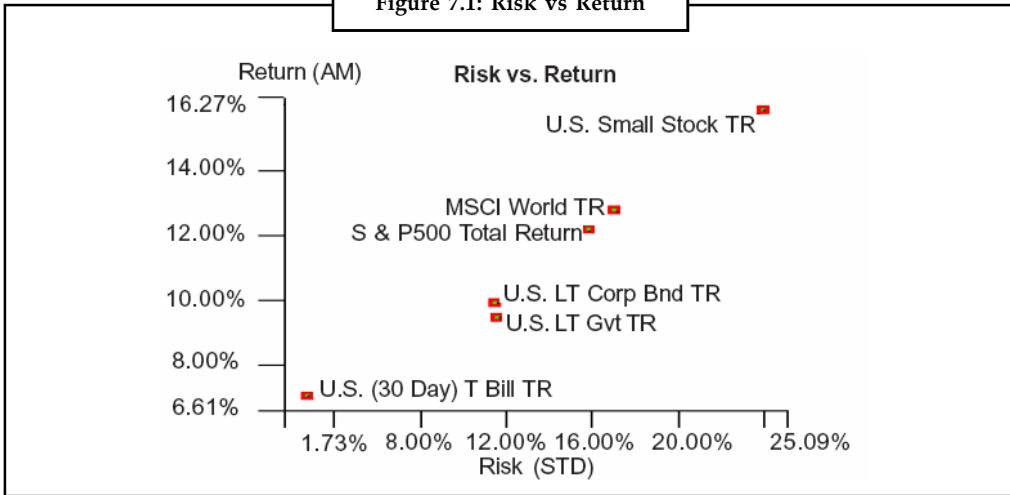 Figure 7.1: Risk vs Return
Return (AM)
Risk vs. Return
16.27%
U.S. Small Stock TR
14.00%
MSCI World TR
12.00%
S & P500 Total Return
10.00%
U.S. LT Corp Bnd TR
U.S. LT Gvt TR
8.00%
U.S. (30 Day) T Bill TR
6.61%
1.73% 8.00% 12.00% 16.00% 20.00% 25.09%
Risk (STD)